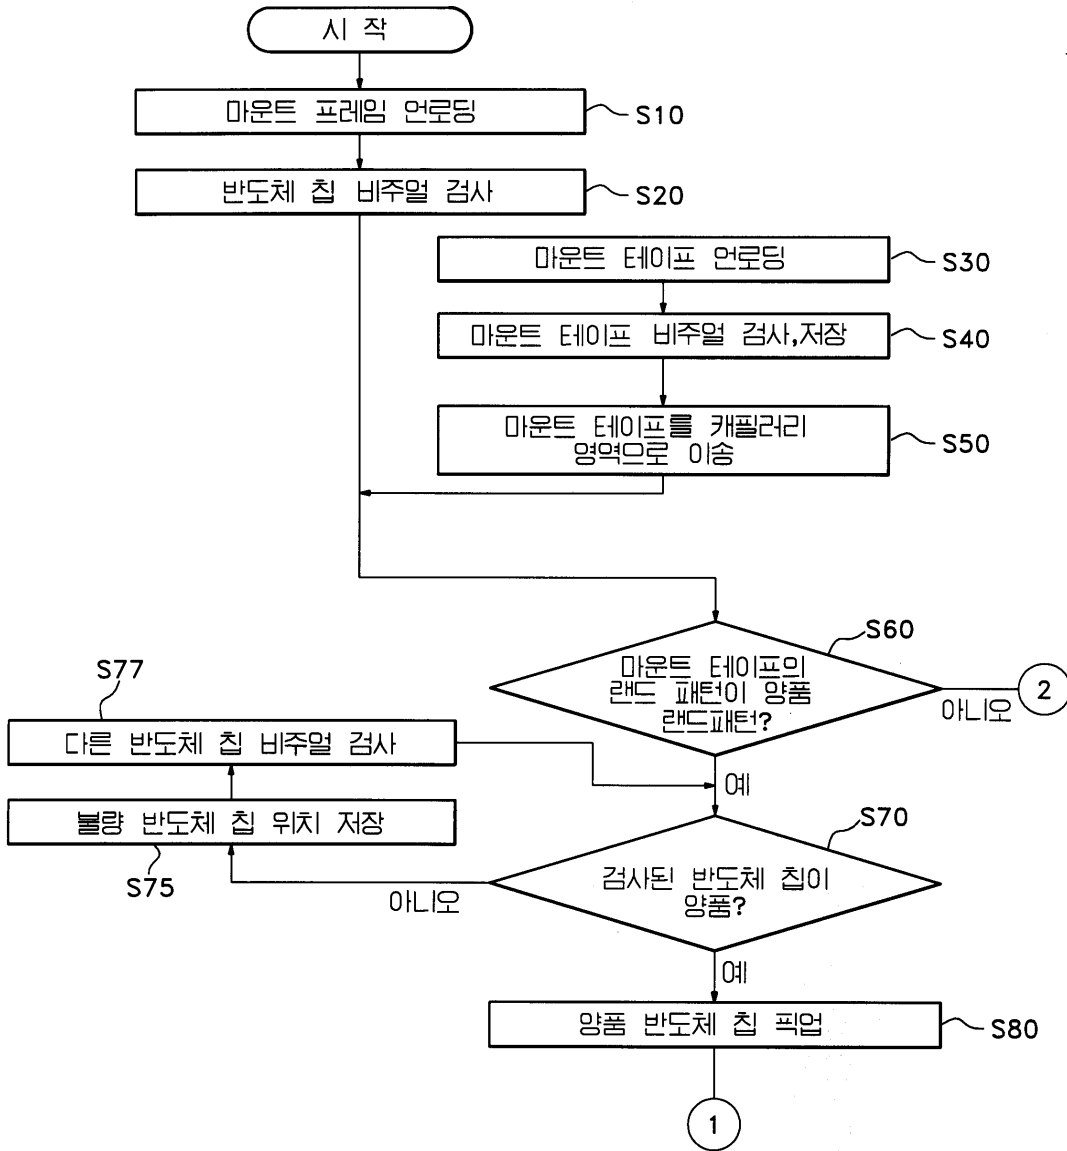 시 작
마운트 프레임 언로딩
S10
반도체 칩 비주얼 검사
S20
마운트 테이프 언로딩
S30
마운트 테이프 비주얼 검사,저장
S40
마운트 테이프를 캐필러리
영역으로 이송
S50
S60
마운트 테이프의
랜드 패턴이 양품
랜드패턴?
아니오
2
S77
다른 반도체 칩 비주얼 검사
예
불량 반도체 칩 위치 저장
S75
S70
검사된 반도체 칩이
양품?
아니오
예
양품 반도체 칩 픽업
S80
1